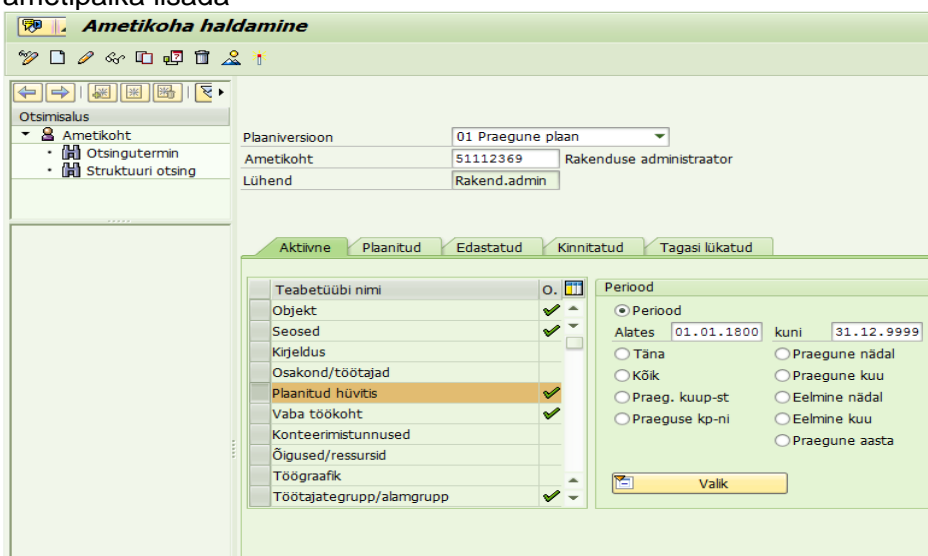 ametipaika lisada
Ametikoha haldamine
Otsimisalus
Ametikoht
Otsingutermin
Struktuuri otsing
Plaaniversioon 01 Praegune plaan
Ametikoht 51112369 Rakenduse administraator
Lühend Rakend.admin
Aktiivne Plaanitud Edastatud Kinnitatud Tagasi lükatud
Teabetüübi nimi O.
Objekt
Seosed
Kirjeldus
Osakond/töötajad
Plaanitud hüvitis
Vaba töökoht
Konteerimistunnused
Õigused/ressursid
Töögraafik
Töötajategrupp/alamgrupp
Periood
Periood
Alates 01.01.1800 kuni 31.12.9999
Täna Praegune nädal
Kõik Praegune kuu
Praeg. kuup-st Eelmine nädal
Praeguse kp-ni Eelmine kuu
Praegune aasta
Valik